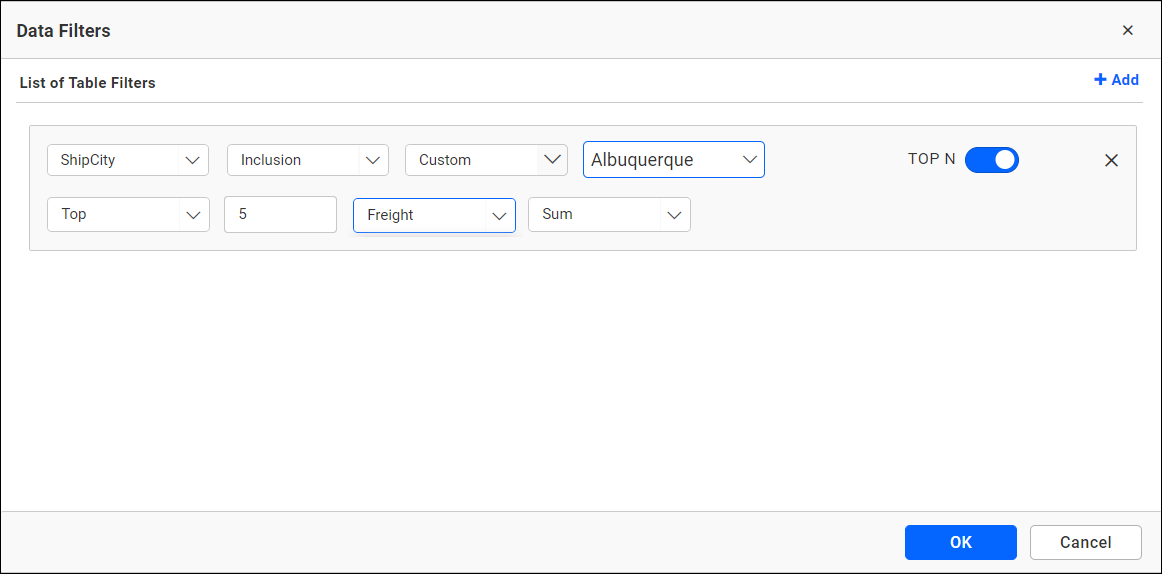 Data Filters
List of Table Filters
Add
ShipCity Inclusion Custom Albuquerque TOP N
Top 5 Freight Sum
OK Cancel